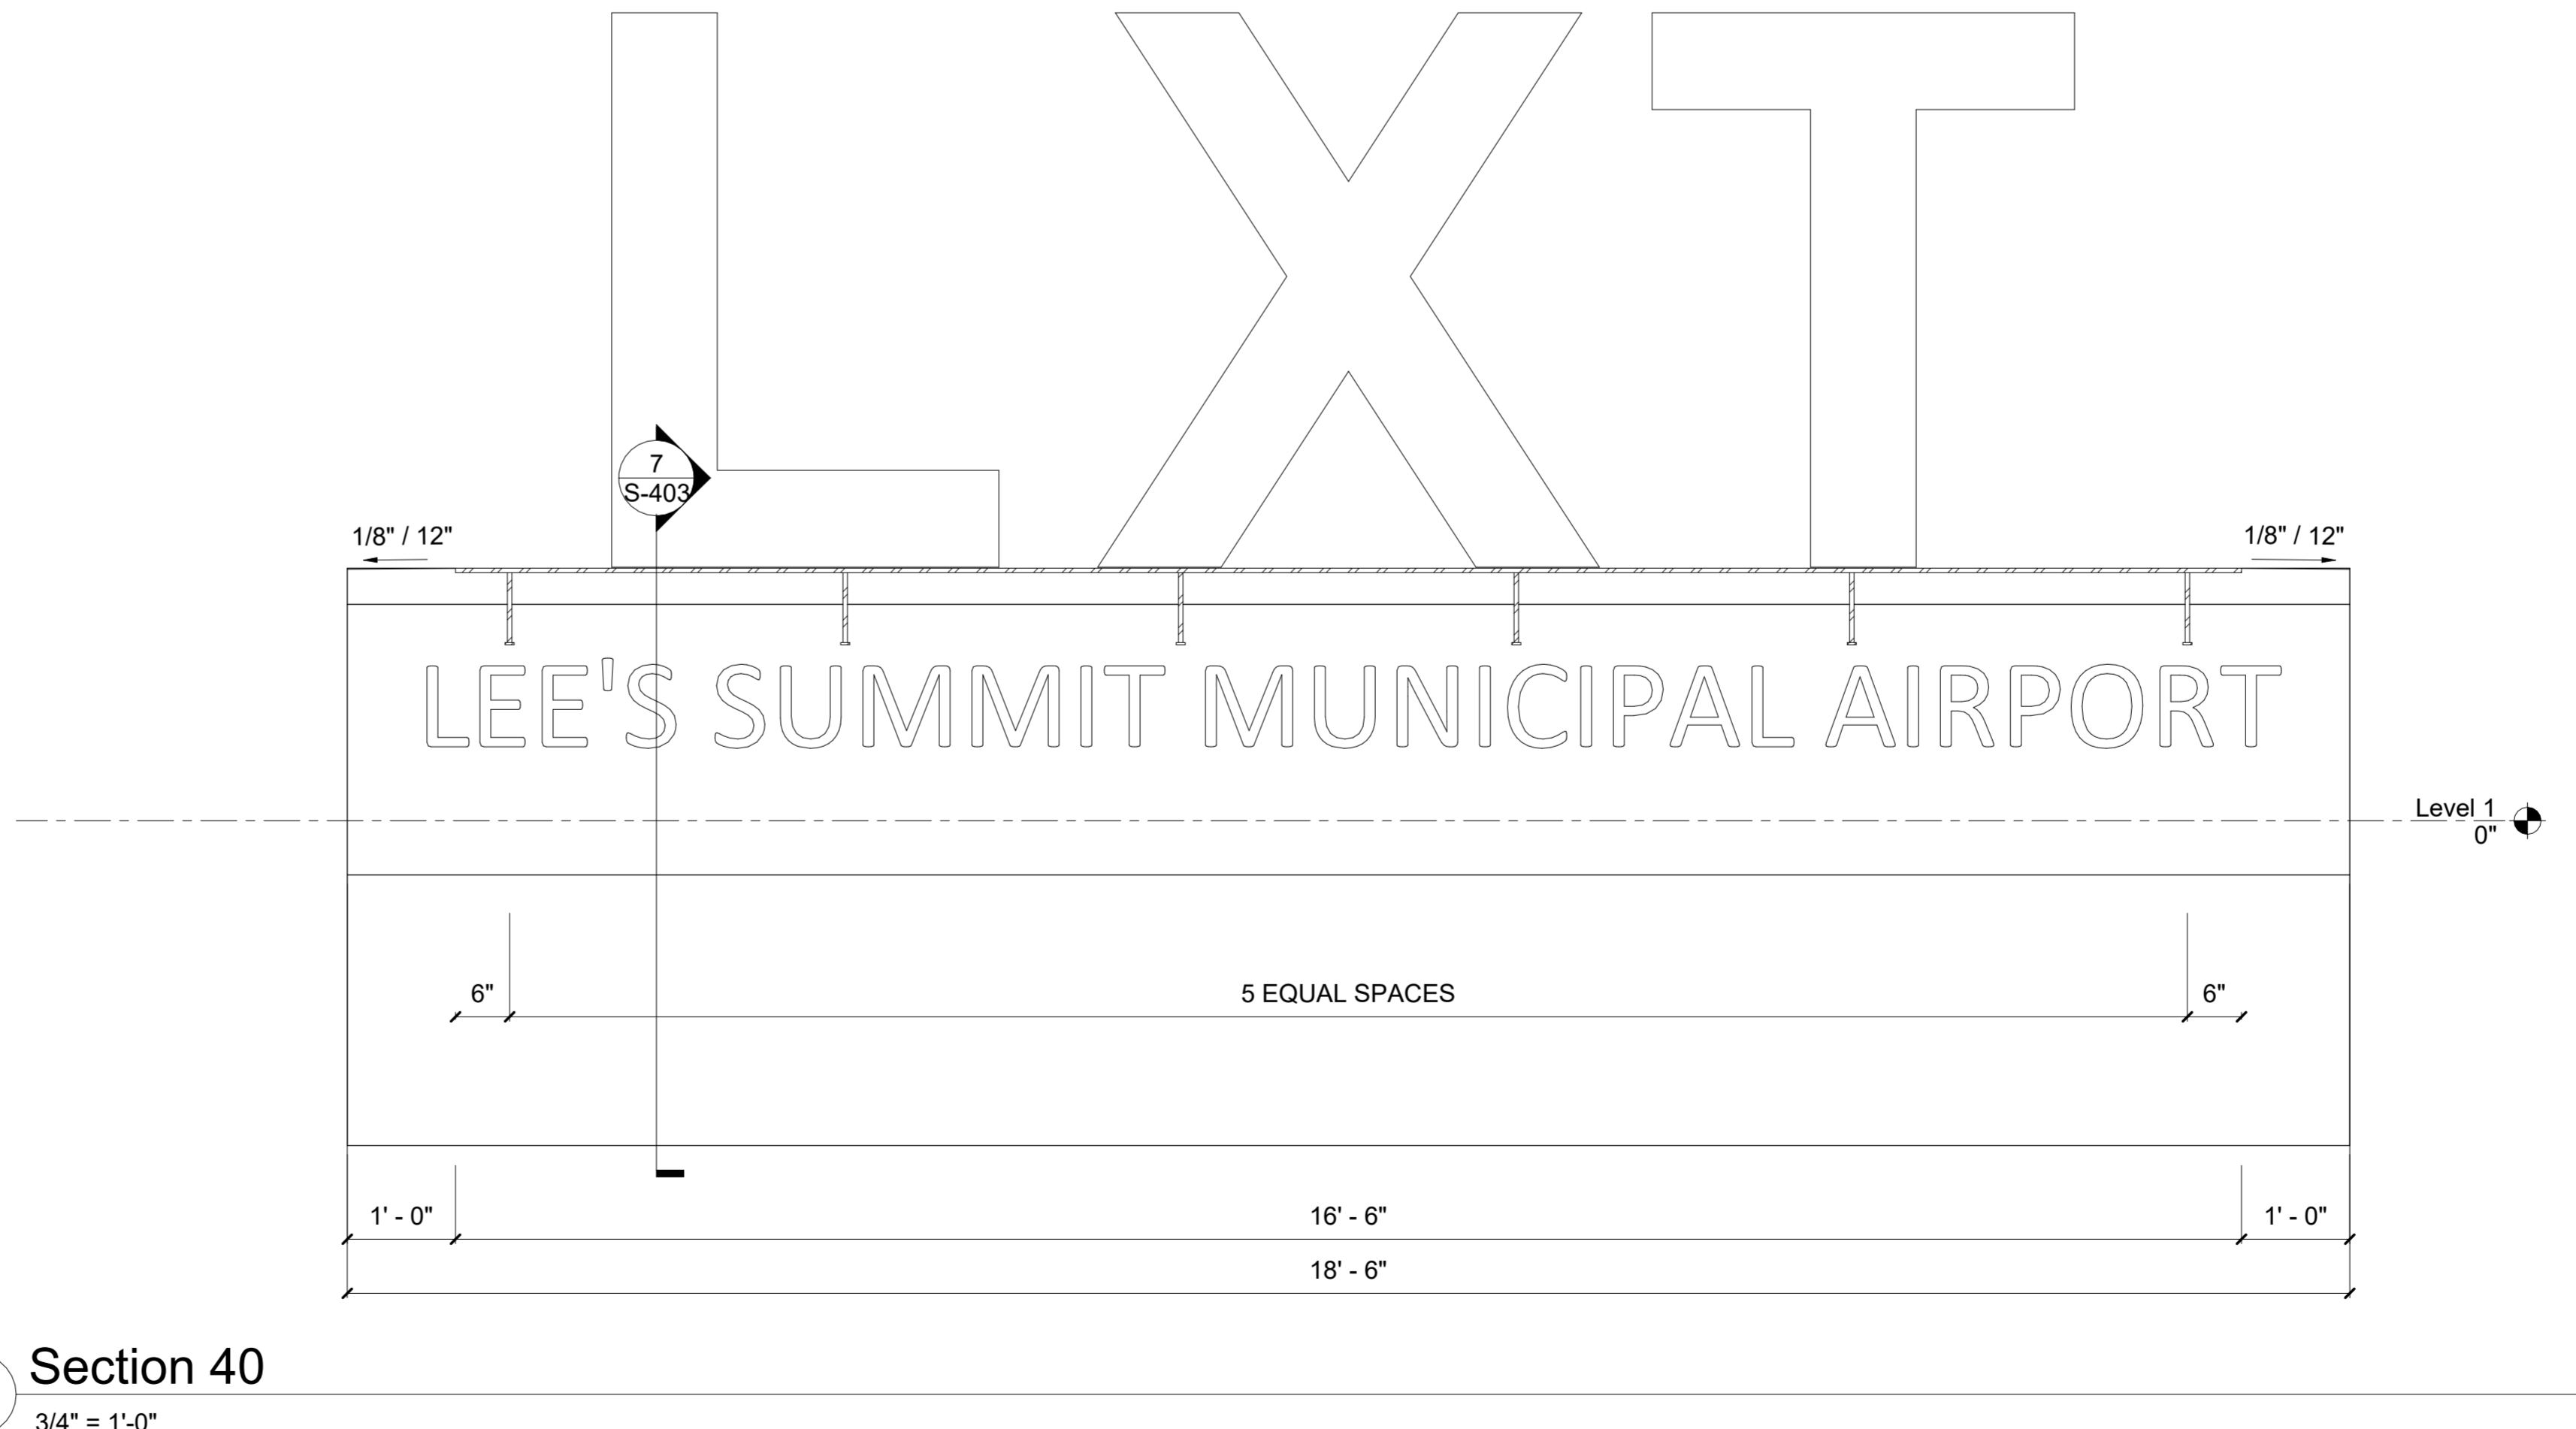 LXT
7
S-403
1/8" / 12"
1/8" / 12"
LEE'S SUMMIT MUNICIPAL AIRPORT
Level 1
0"
6"
5 EQUAL SPACES
6"
1' - 0"
16' - 6"
1' - 0"
18' - 6"
Section 40
3/4" = 1'-0"